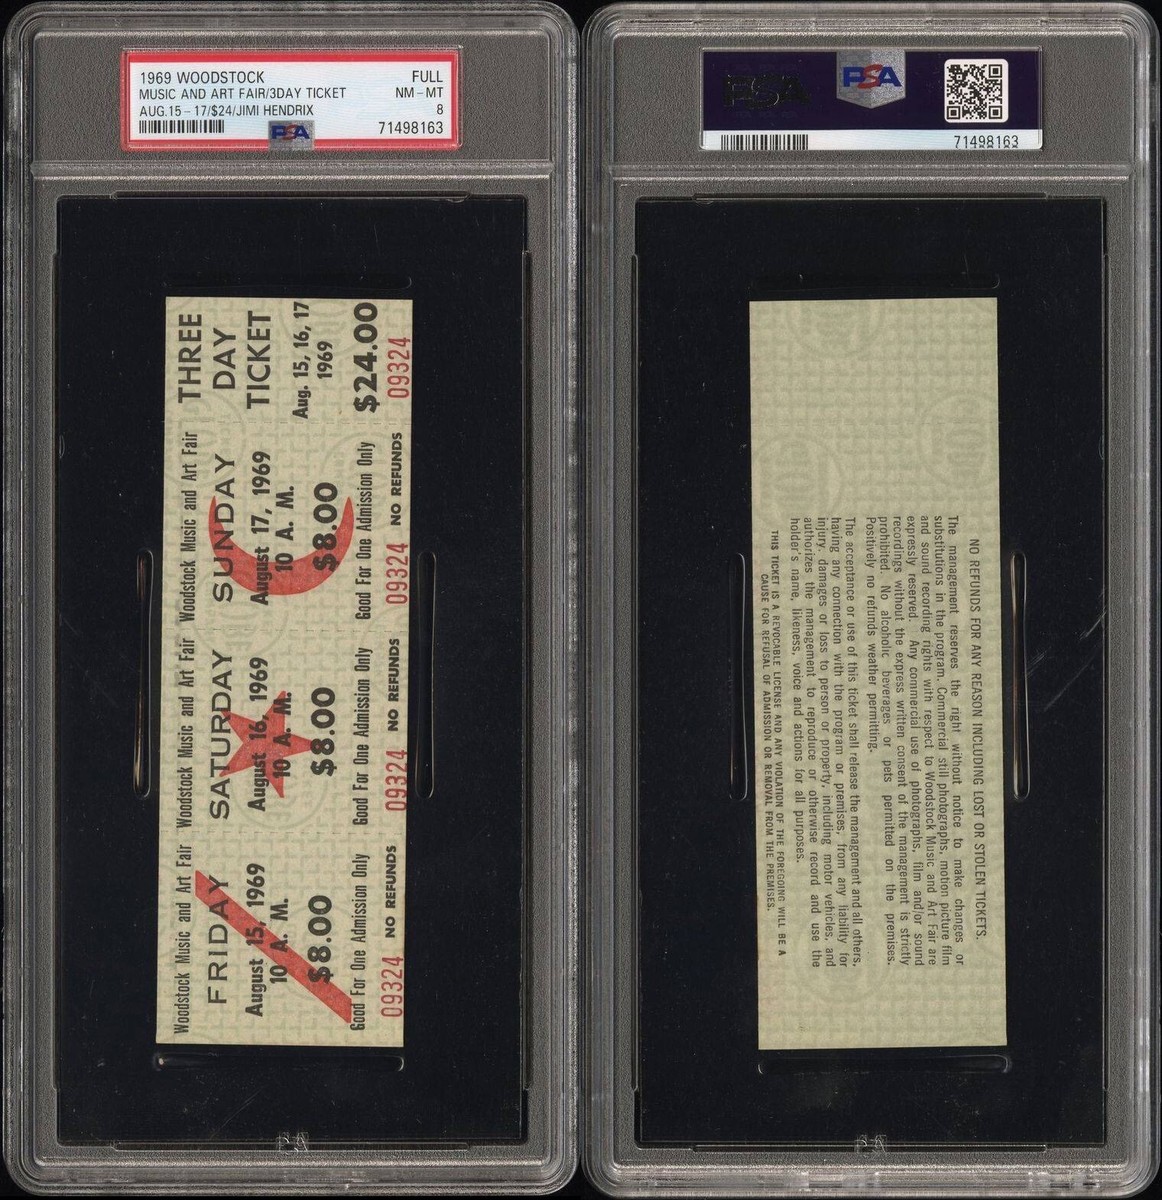 1969 WOODSTOCK FULL
MUSIC AND ART FAIR/3DAY TICKET NM-MT
AUG.15-17/$24/JIMI HENDRIX 8
PSA 71498163
THREE
DAY
TICKET
Aug. 15, 16, 17
1969
$24.00
09324
Woodstock Music and Art Fair
SUNDAY
August 17, 1969
10 A. M.
$8.00
Good For One Admission Only
09324 NO REFUNDS
Woodstock Music and Art Fair
SATURDAY
August 16, 1969
10 A. M.
$8.00
Good For One Admission Only
09324 NO REFUNDS
Woodstock Music and Art Fair
FRIDAY
August 15, 1969
10 A. M.
$8.00
Good For One Admission Only
09324 NO REFUNDS
PSA
PSA
PSA
71498163
NO REFUNDS FOR ANY REASON INCLUDING LOST OR STOLEN TICKETS.
The management reserves the right without notice to make changes or
substitutions in the program. Commercial still photographs, motion picture film
and sound recording rights with respect to Woodstock Music and Art Fair are
expressly reserved. Any commercial use of photographs, film and/or sound
recordings without the express written consent of the management is strictly
prohibited. No alcoholic beverages or pets permitted on the premises.
Positively no refunds weather permitting.
The acceptance or use of this ticket shall release the management and all others,
having any connection with the program or premises, from any liability for
injury, damages or loss to person or property, including motor vehicles, and
authorizes the management to reproduce or otherwise record and use the
holder's name, likeness, voice and actions for all purposes.
THIS TICKET IS A REVOCABLE LICENSE AND ANY VIOLATION OF THE FOREGOING WILL BE A
CAUSE FOR REFUSAL OF ADMISSION OR REMOVAL FROM THE PREMISES.
PSA